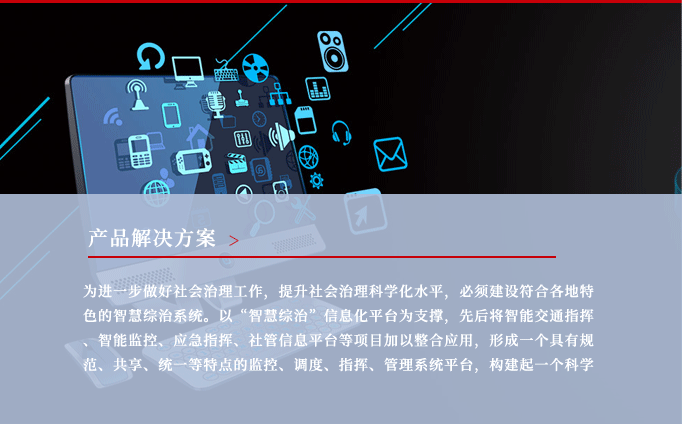 产品解决方案 >
为进一步做好社会治理工作，提升社会治理科学化水平，必须建设符合各地特
色的智慧综治系统。以“智慧综治”信息化平台为支撑，先后将智能交通指挥
、智能监控、应急指挥、社管信息平台等项目加以整合应用，形成一个具有规
范、共享、统一等特点的监控、调度、指挥、管理系统平台，构建起一个科学